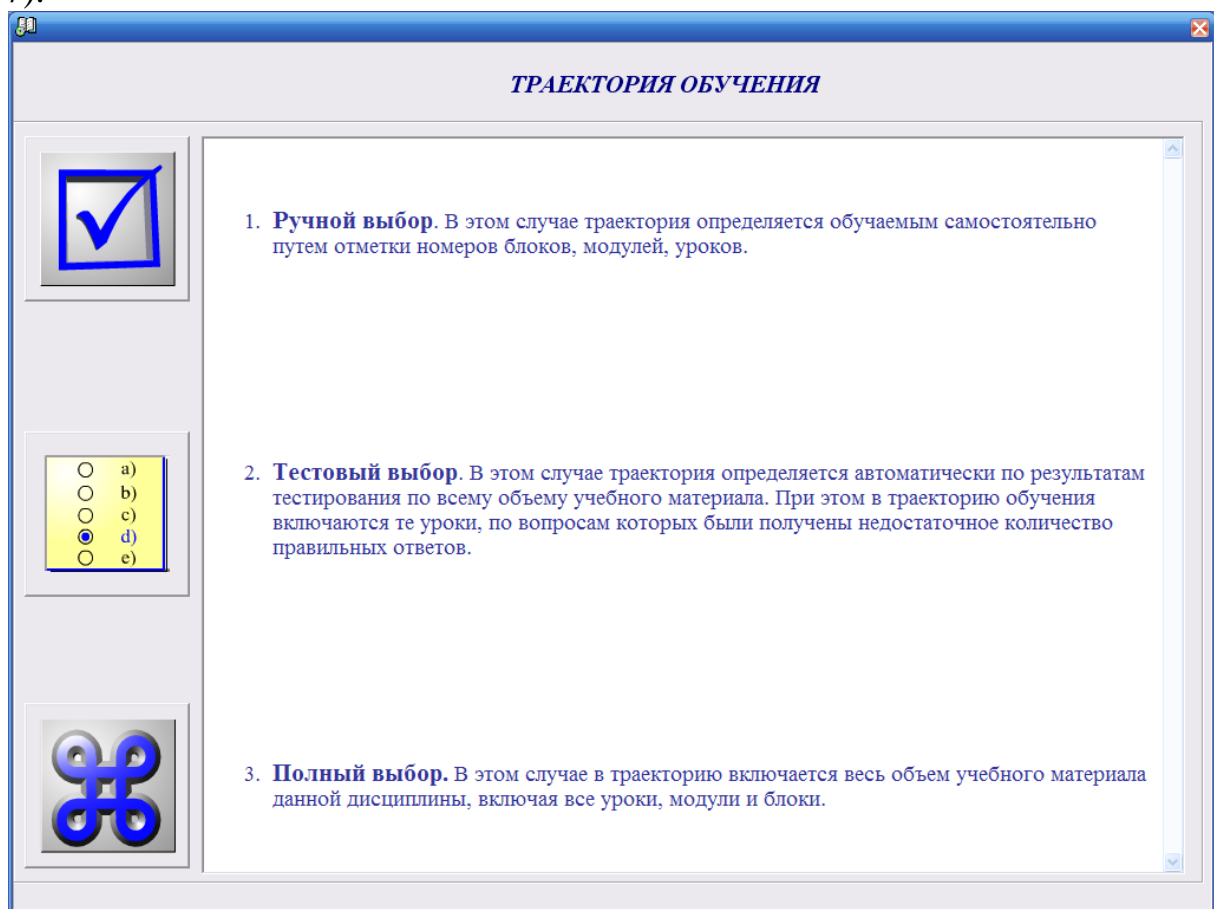 7).
ТРАЕКТОРИЯ ОБУЧЕНИЯ
1. Ручной выбор. В этом случае траектория определяется обучаемым самостоятельно
путем отметки номеров блоков, модулей, уроков.
a)
b)
c)
d)
e)
2. Тестовый выбор. В этом случае траектория определяется автоматически по результатам
тестирования по всему объему учебного материала. При этом в траекторию обучения
включаются те уроки, по вопросам которых были получены недостаточное количество
правильных ответов.
3. Полный выбор. В этом случае в траекторию включается весь объем учебного материала
данной дисциплины, включая все уроки, модули и блоки.